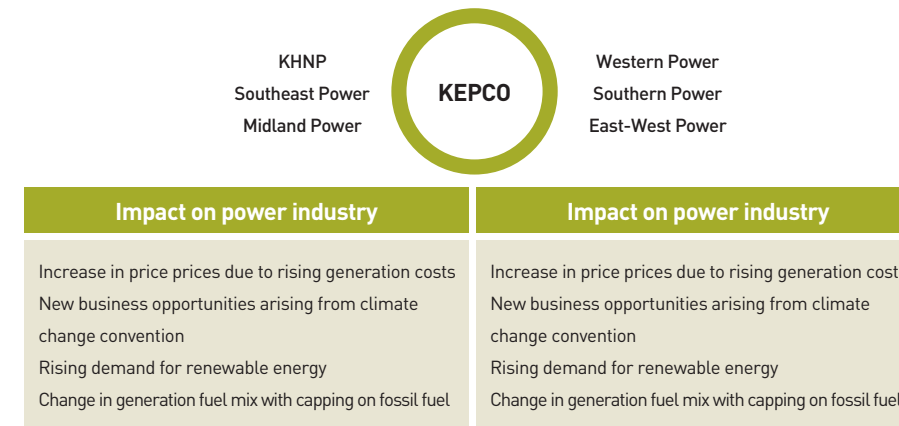 KHNP
Southeast Power
Midland Power
KEPCO
Western Power
Southern Power
East-West Power
Impact on power industry
Increase in price prices due to rising generation costs
New business opportunities arising from climate
change convention
Rising demand for renewable energy
Change in generation fuel mix with capping on fossil fuel
Impact on power industry
Increase in price prices due to rising generation cost
New business opportunities arising from climate
change convention
Rising demand for renewable energy
Change in generation fuel mix with capping on fossil fuel